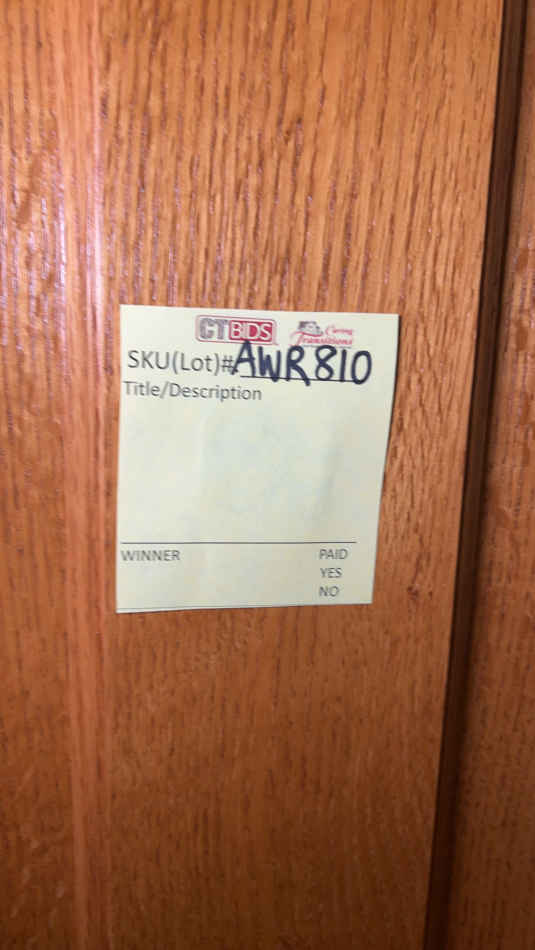 CTBIDS Caring Transitions
SKU(Lot)#AWR810
Title/Description
WINNER PAID
YES
NO